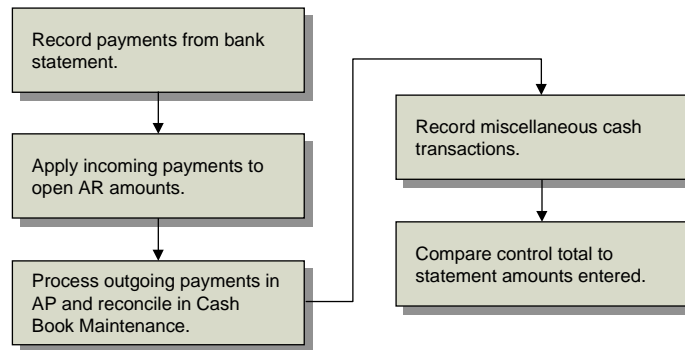 Record payments from bank
statement.
Apply incoming payments to
open AR amounts.
Process outgoing payments in
AP and reconcile in Cash
Book Maintenance.
Record miscellaneous cash
transactions.
Compare control total to
statement amounts entered.